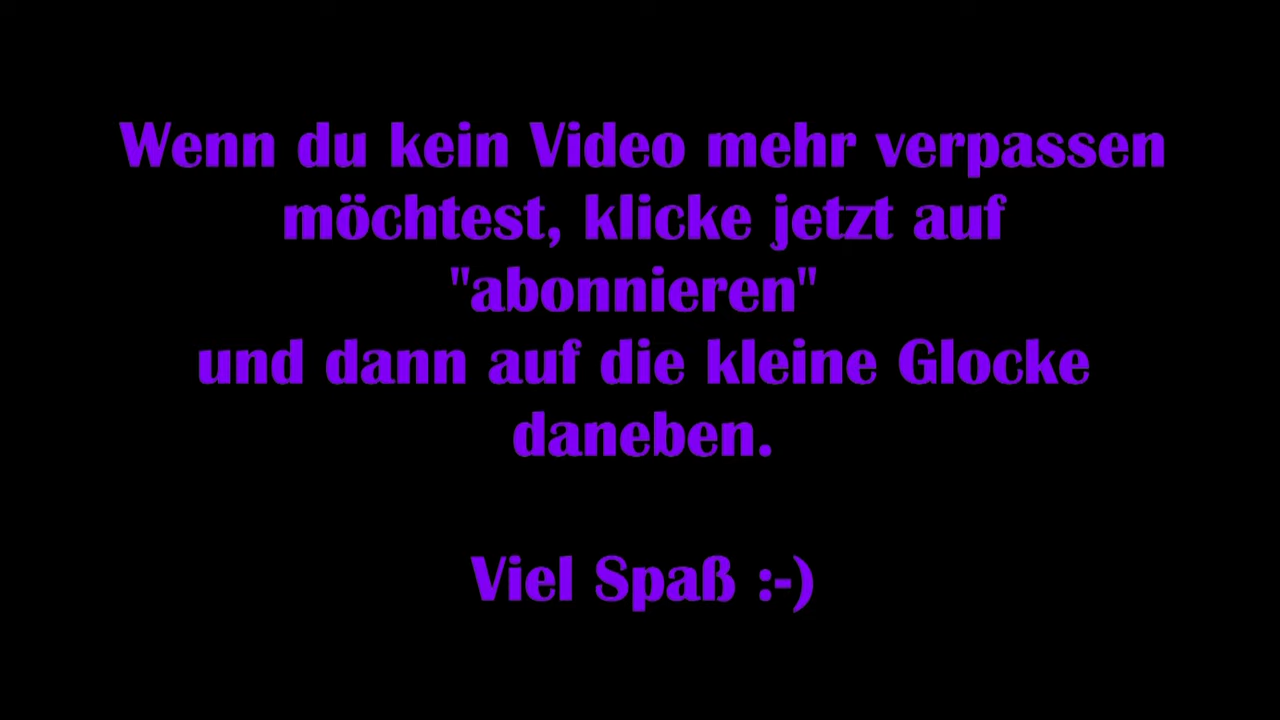 Wenn du kein Video mehr verpassen
möchtest, klicke jetzt auf
"abonnieren"
und dann auf die kleine Glocke
daneben.
Viel Spaß :-)